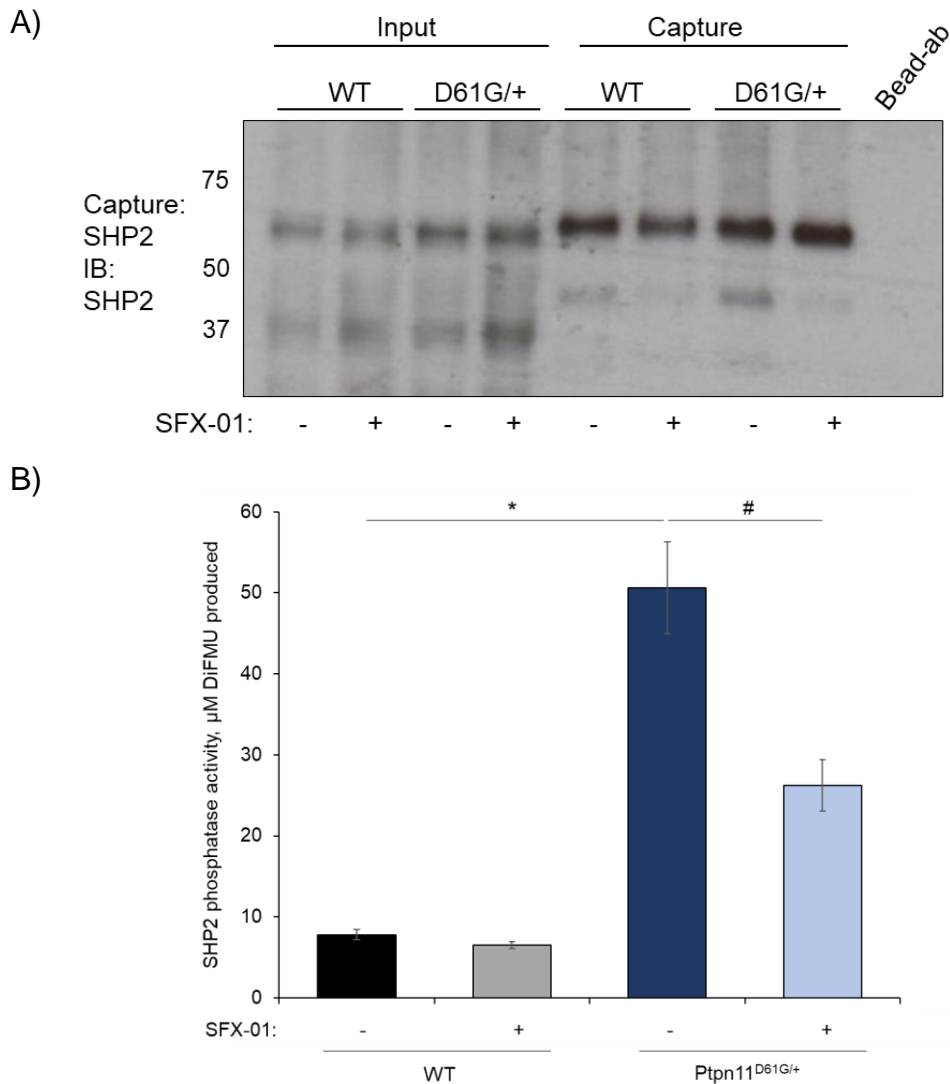 A)
Input Capture
WT D61G/+ WT D61G/+ Bead-ab
75
Capture:
SHP2
50
IB:
SHP2
37
SFX-01: - + - + - + - +
B)
* #
60
50
40
30
20
10
0
SHP2 phosphatase activity, µM DiFMU produced
SFX-01: - + - +
WT Ptpn11D61G/+